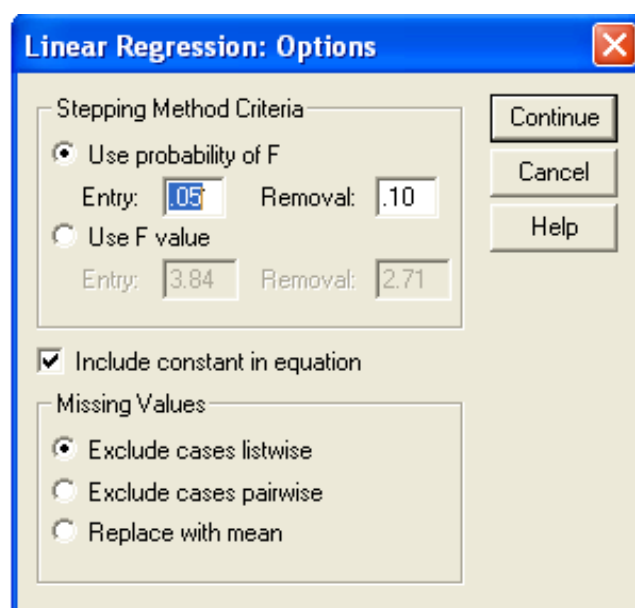 Linear Regression: Options
Stepping Method Criteria
Use probability of F
Entry: .05 Removal: .10
Use F value
Entry: 3.84 Removal: 2.71
Include constant in equation
Missing Values
Exclude cases listwise
Exclude cases pairwise
Replace with mean
Continue
Cancel
Help